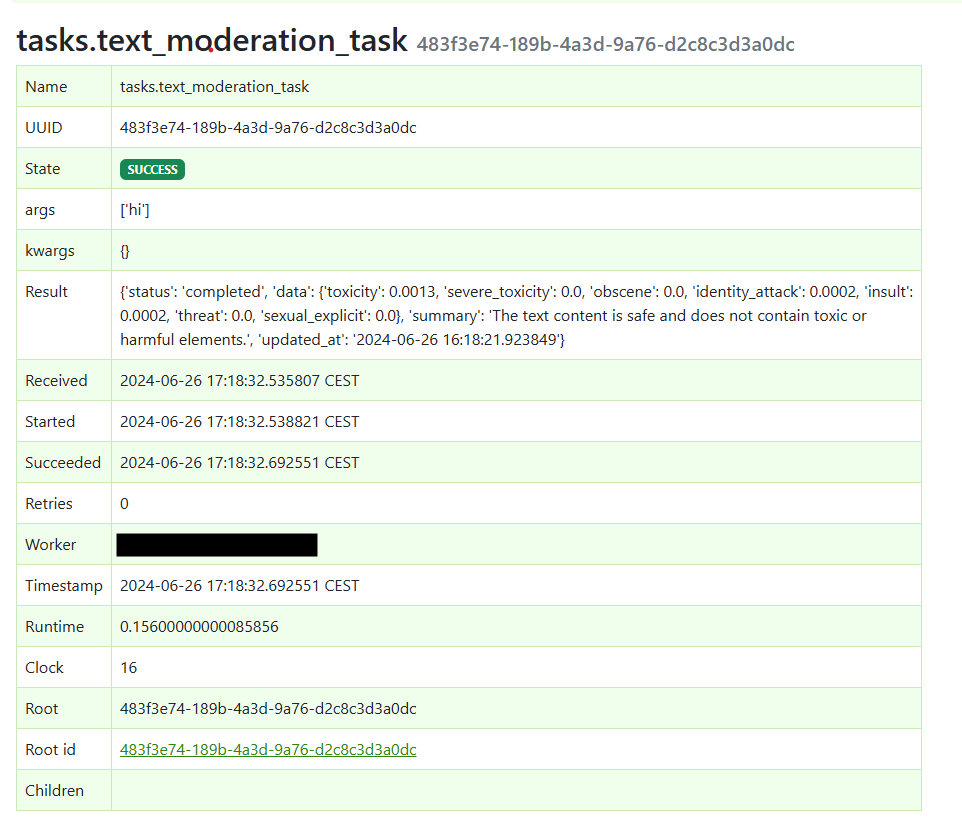 tasks.text_moderation_task 483f3e74-189b-4a3d-9a76-d2c8c3d3a0dc
Name tasks.text_moderation_task
UUID 483f3e74-189b-4a3d-9a76-d2c8c3d3a0dc
State SUCCESS
args ['hi']
kwargs {}
Result {'status': 'completed', 'data': {'toxicity': 0.0013, 'severe_toxicity': 0.0, 'obscene': 0.0, 'identity_attack': 0.0002, 'insult':
0.0002, 'threat': 0.0, 'sexual_explicit': 0.0}, 'summary': 'The text content is safe and does not contain toxic or
harmful elements.', 'updated_at': '2024-06-26 16:18:21.923849'}
Received 2024-06-26 17:18:32.535807 CEST
Started 2024-06-26 17:18:32.538821 CEST
Succeeded 2024-06-26 17:18:32.692551 CEST
Retries 0
Worker
Timestamp 2024-06-26 17:18:32.692551 CEST
Runtime 0.15600000000085856
Clock 16
Root 483f3e74-189b-4a3d-9a76-d2c8c3d3a0dc
Root id 483f3e74-189b-4a3d-9a76-d2c8c3d3a0dc
Children